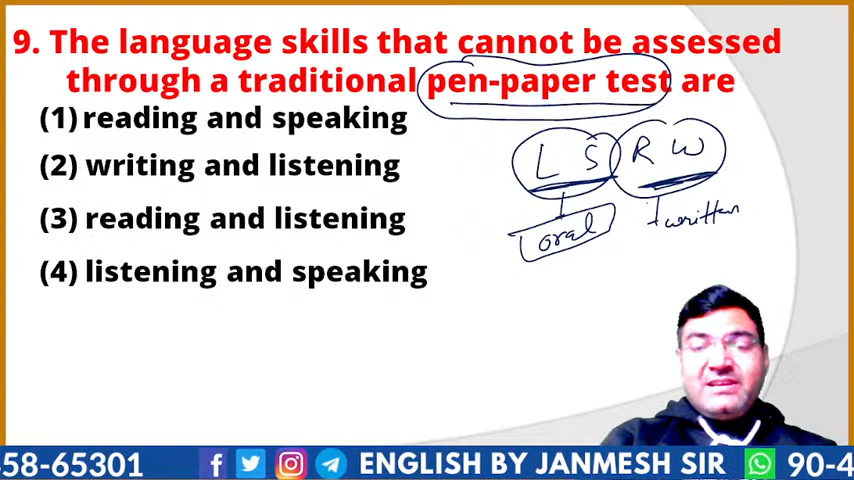 9. The language skills that cannot be assessed
through a traditional pen-paper test are
(1) reading and speaking
(2) writing and listening
(3) reading and listening
(4) listening and speaking
L S R W
oral
written
58-65301 ENGLISH BY JANMESH SIR 90-4